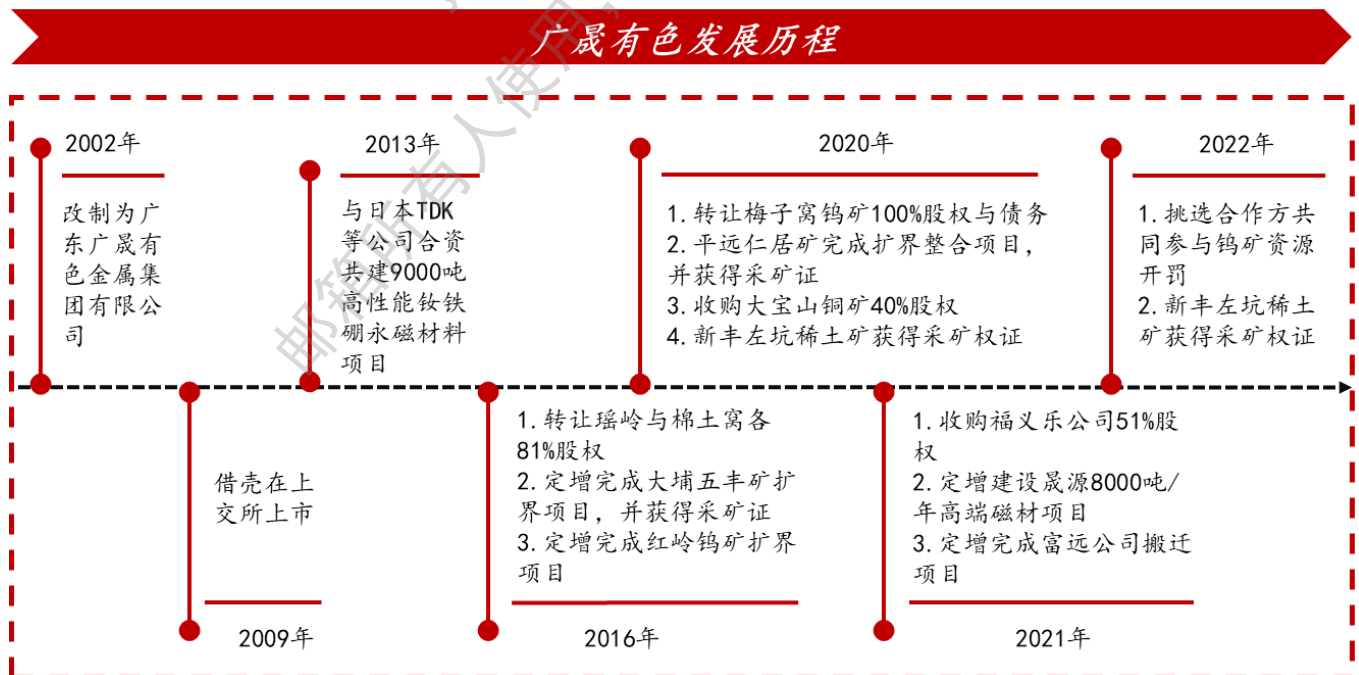 广晟有色发展历程
2002年
改制为广
东广晟有
色金属集
团有限公
司
2009年
借壳在上
交所上市
2013年
与日本TDK
等公司合资
共建9000吨
高性能钕铁
硼永磁材料
项目
2016年
1.转让瑶岭与棉土窝各
81%股权
2.定增完成大埔五丰矿扩
界项目，并获得采矿证
3.定增完成红岭钨矿扩界
项目
2020年
1.转让梅子窝钨矿100%股权与债务
2.平远仁居矿完成扩界整合项目，
并获得采矿证
3.收购大宝山铜矿40%股权
4.新丰左坑稀土矿获得采矿权证
2021年
1.收购福义乐公司51%股
权
2.定增建设晟源8000吨/
年高端磁材项目
3.定增完成富远公司搬迁
项目
2022年
1.挑选合作方共
同参与钨矿资源
开罚
2.新丰左坑稀土
矿获得采矿权证
邮箱所有人使用，